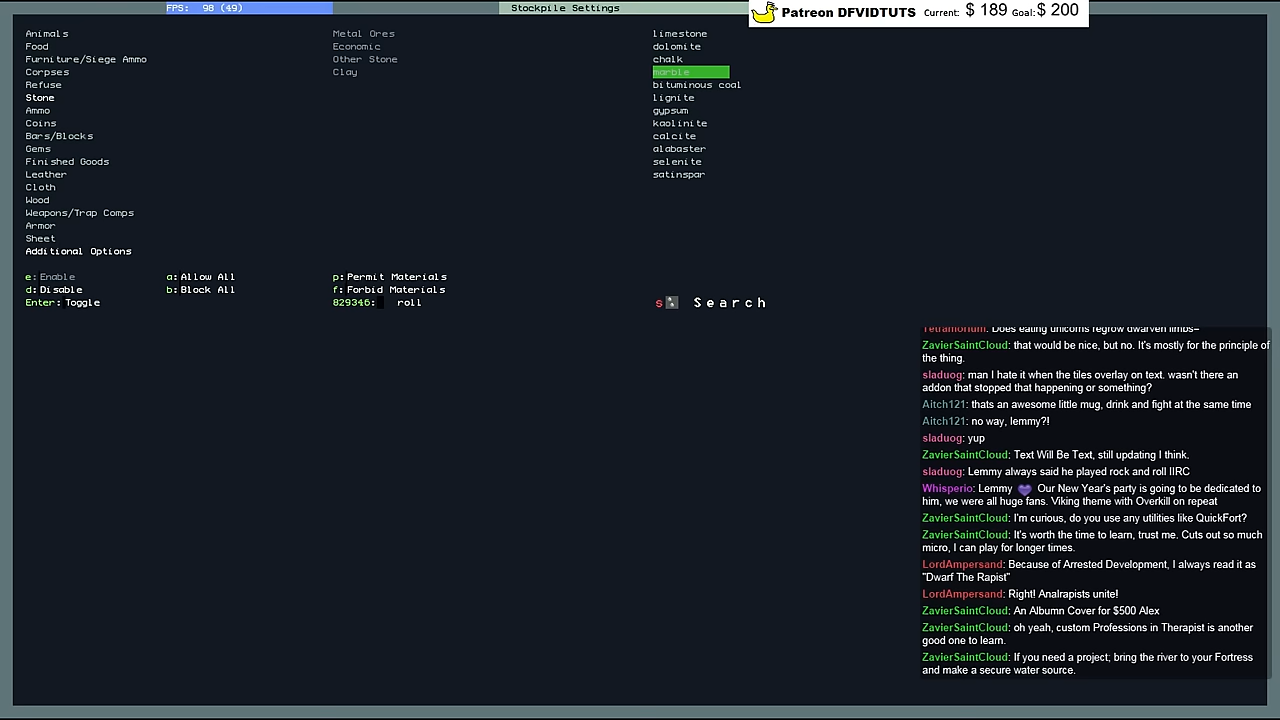 FPS: 98 (49)
Stockpile Settings
Patreon DFVIDTUTS Current: $ 189 Goal: $ 200
Animals
Food
Furniture/Siege Ammo
Corpses
Refuse
Stone
Ammo
Coins
Bars/Blocks
Gems
Finished Goods
Leather
Cloth
Wood
Weapons/Trap Comps
Armor
Sheet
Additional Options
Metal Ores
Economic
Other Stone
Clay
limestone
dolomite
chalk
marble
bituminous coal
lignite
gypsum
kaolinite
calcite
alabaster
selenite
satinspar
e: Enable a: Allow All p: Permit Materials
d: Disable b: Block All f: Forbid Materials
Enter: Toggle 829346: roll s Search
Tetramorium: Does eating unicorns regrow dwarven limbs=
ZavierSaintCloud: that would be nice, but no. It's mostly for the principle of
the thing.
sladuog: man I hate it when the tiles overlay on text. wasn't there an
addon that stopped that happening or something?
Aitch121: thats an awesome little mug, drink and fight at the same time
Aitch121: no way, lemmy?!
sladuog: yup
ZavierSaintCloud: Text Will Be Text, still updating I think.
sladuog: Lemmy always said he played rock and roll IIRC
Whisperio: Lemmy 💜 Our New Year's party is going to be dedicated to
him, we were all huge fans. Viking theme with Overkill on repeat
ZavierSaintCloud: I'm curious, do you use any utilities like QuickFort?
ZavierSaintCloud: It's worth the time to learn, trust me. Cuts out so much
micro, I can play for longer times.
LordAmpersand: Because of Arrested Development, I always read it as
"Dwarf The Rapist"
LordAmpersand: Right! Analrapists unite!
ZavierSaintCloud: An Albumn Cover for $500 Alex
ZavierSaintCloud: oh yeah, custom Professions in Therapist is another
good one to learn.
ZavierSaintCloud: If you need a project; bring the river to your Fortress
and make a secure water source.